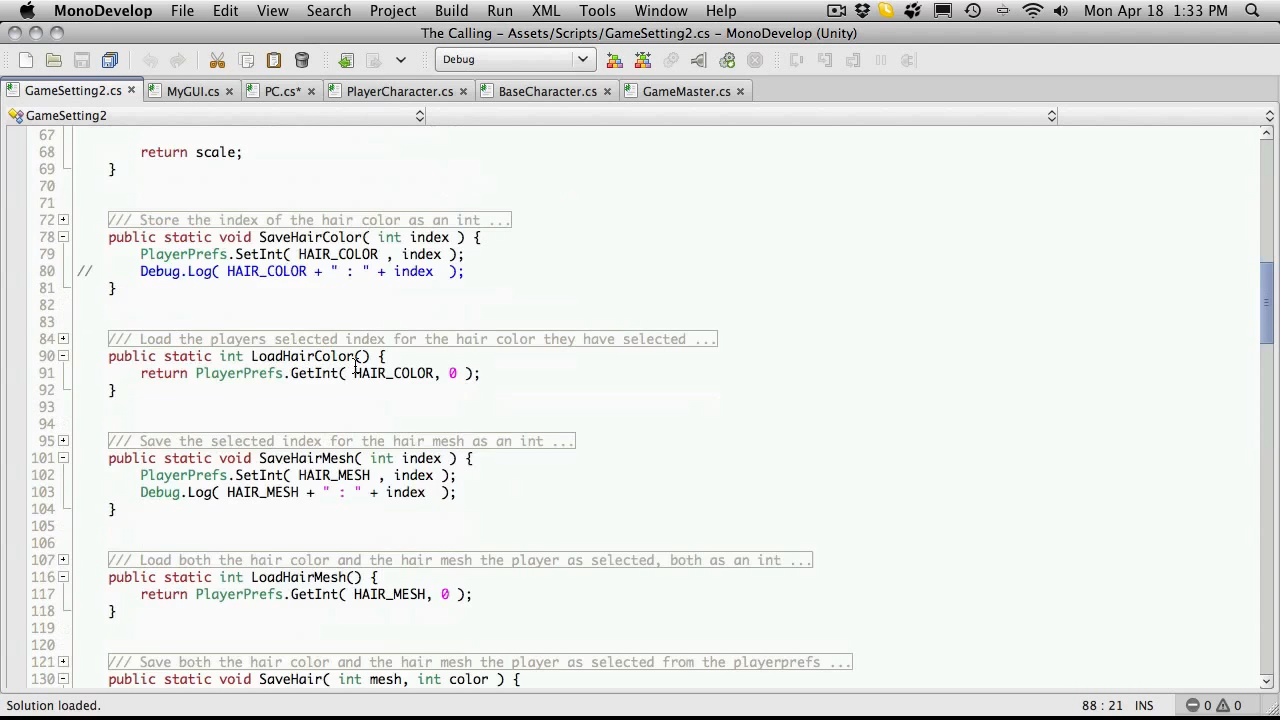 MonoDevelop File Edit View Search Project Build Run XML Tools Window Help Mon Apr 18 1:33 PM
The Calling - Assets/Scripts/GameSetting2.cs - MonoDevelop (Unity)
Debug
GameSetting2.cs MyGUI.cs PC.cs* PlayerCharacter.cs BaseCharacter.cs GameMaster.cs
GameSetting2
67
68 return scale;
69 }
70
71
72 /// Store the index of the hair color as an int ...
78 public static void SaveHairColor( int index ) {
79 PlayerPrefs.SetInt( HAIR_COLOR , index );
80 // Debug.Log( HAIR_COLOR + " : " + index  );
81 }
82
83
84 /// Load the players selected index for the hair color they have selected ...
90 public static int LoadHairColor() {
91 return PlayerPrefs.GetInt( HAIR_COLOR, 0 );
92 }
93
94
95 /// Save the selected index for the hair mesh as an int ...
101 public static void SaveHairMesh( int index ) {
102 PlayerPrefs.SetInt( HAIR_MESH , index );
103 Debug.Log( HAIR_MESH + " : " + index  );
104 }
105
106
107 /// Load both the hair color and the hair mesh the player as selected, both as an int ...
116 public static int LoadHairMesh() {
117 return PlayerPrefs.GetInt( HAIR_MESH, 0 );
118 }
119
120
121 /// Save both the hair color and the hair mesh the player as selected from the playerprefs ...
130 public static void SaveHair( int mesh, int color ) {
Solution loaded. 88 : 21 INS 0 0